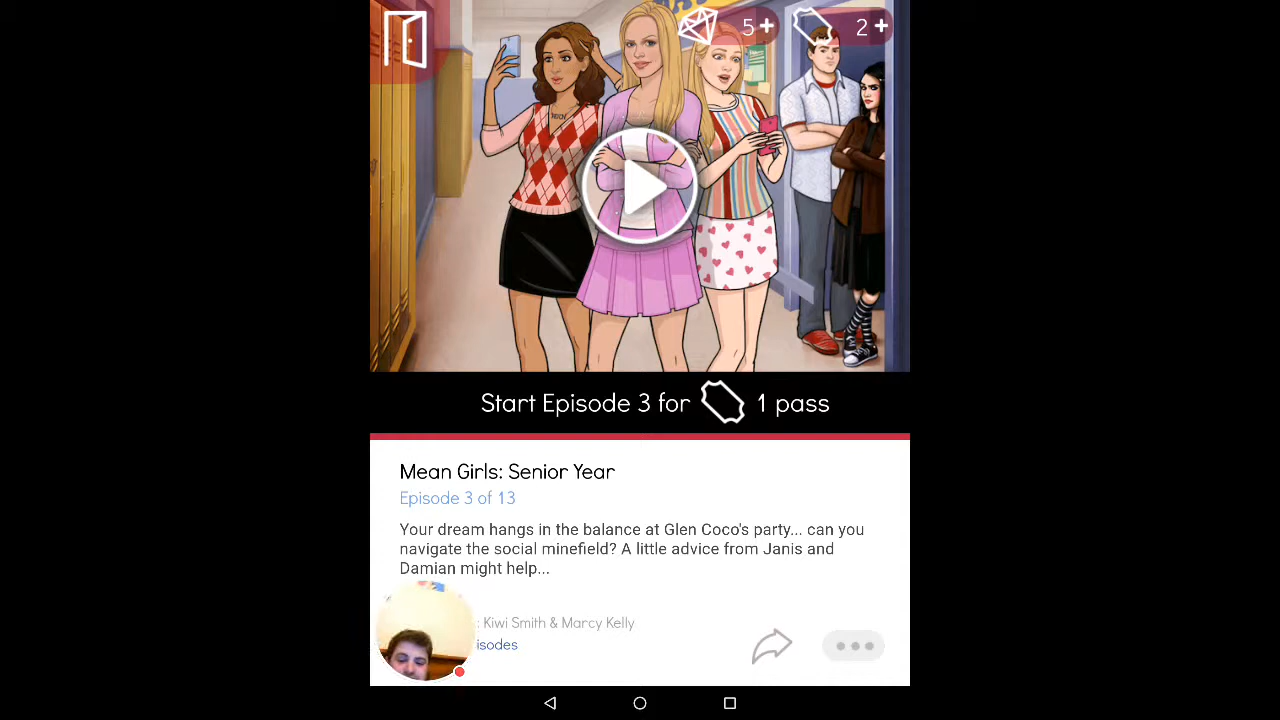 5+
2+
Start Episode 3 for 1 pass
Mean Girls: Senior Year
Episode 3 of 13
Your dream hangs in the balance at Glen Coco's party... can you
navigate the social minefield? A little advice from Janis and
Damian might help...
: Kiwi Smith & Marcy Kelly
isodes